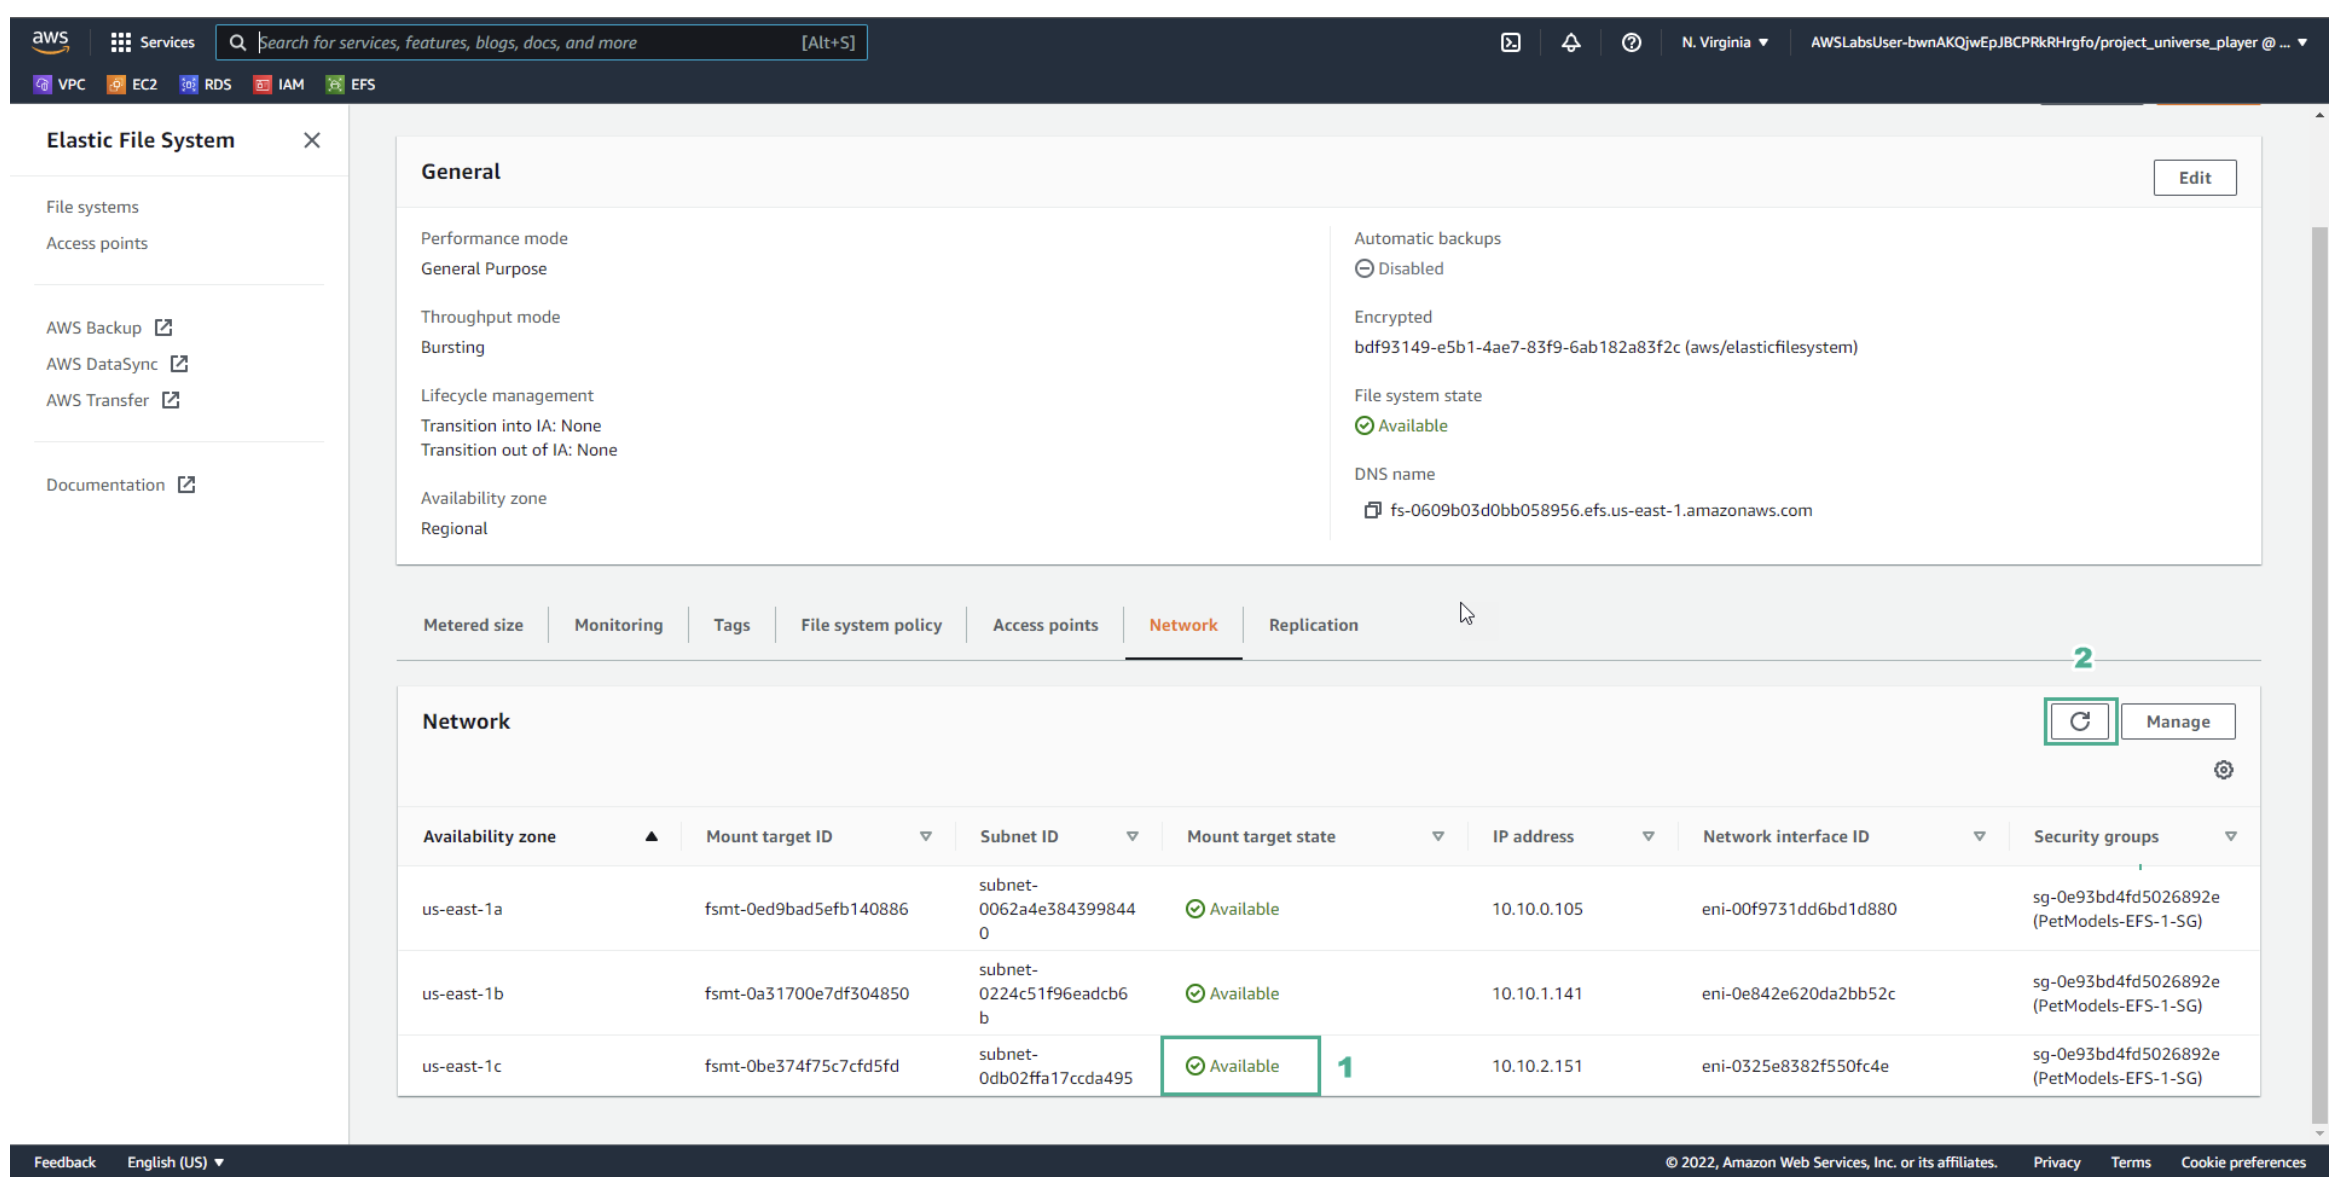 aws
Services
Search for services, features, blogs, docs, and more
[Alt+S]
N. Virginia ▼
AWSLabsUser-bwnAKQjwEpJBCPRkRHrgfo/project_universe_player @ ... ▼
VPC
EC2
RDS
IAM
EFS
Elastic File System
File systems
Access points
AWS Backup
AWS DataSync
AWS Transfer
Documentation
General
Edit
Performance mode
General Purpose
Throughput mode
Bursting
Lifecycle management
Transition into IA: None
Transition out of IA: None
Availability zone
Regional
Automatic backups
Disabled
Encrypted
bdf93149-e5b1-4ae7-83f9-6ab182a83f2c (aws/elasticfilesystem)
File system state
Available
DNS name
fs-0609b03d0bb058956.efs.us-east-1.amazonaws.com
Metered size
Monitoring
Tags
File system policy
Access points
Network
Replication
2
Network
Manage
Availability zone
Mount target ID
Subnet ID
Mount target state
IP address
Network interface ID
Security groups
us-east-1a
fsmt-0ed9bad5efb140886
subnet-
0062a4e384399844
0
Available
10.10.0.105
eni-00f9731dd6bd1d880
sg-0e93bd4fd5026892e
(PetModels-EFS-1-SG)
us-east-1b
fsmt-0a31700e7df304850
subnet-
0224c51f96eadcb6
b
Available
10.10.1.141
eni-0e842e620da2bb52c
sg-0e93bd4fd5026892e
(PetModels-EFS-1-SG)
us-east-1c
fsmt-0be374f75c7cfd5fd
subnet-
0db02ffa17ccda495
Available
1
10.10.2.151
eni-0325e8382f550fc4e
sg-0e93bd4fd5026892e
(PetModels-EFS-1-SG)
Feedback
English (US) ▼
© 2022, Amazon Web Services, Inc. or its affiliates.
Privacy
Terms
Cookie preferences